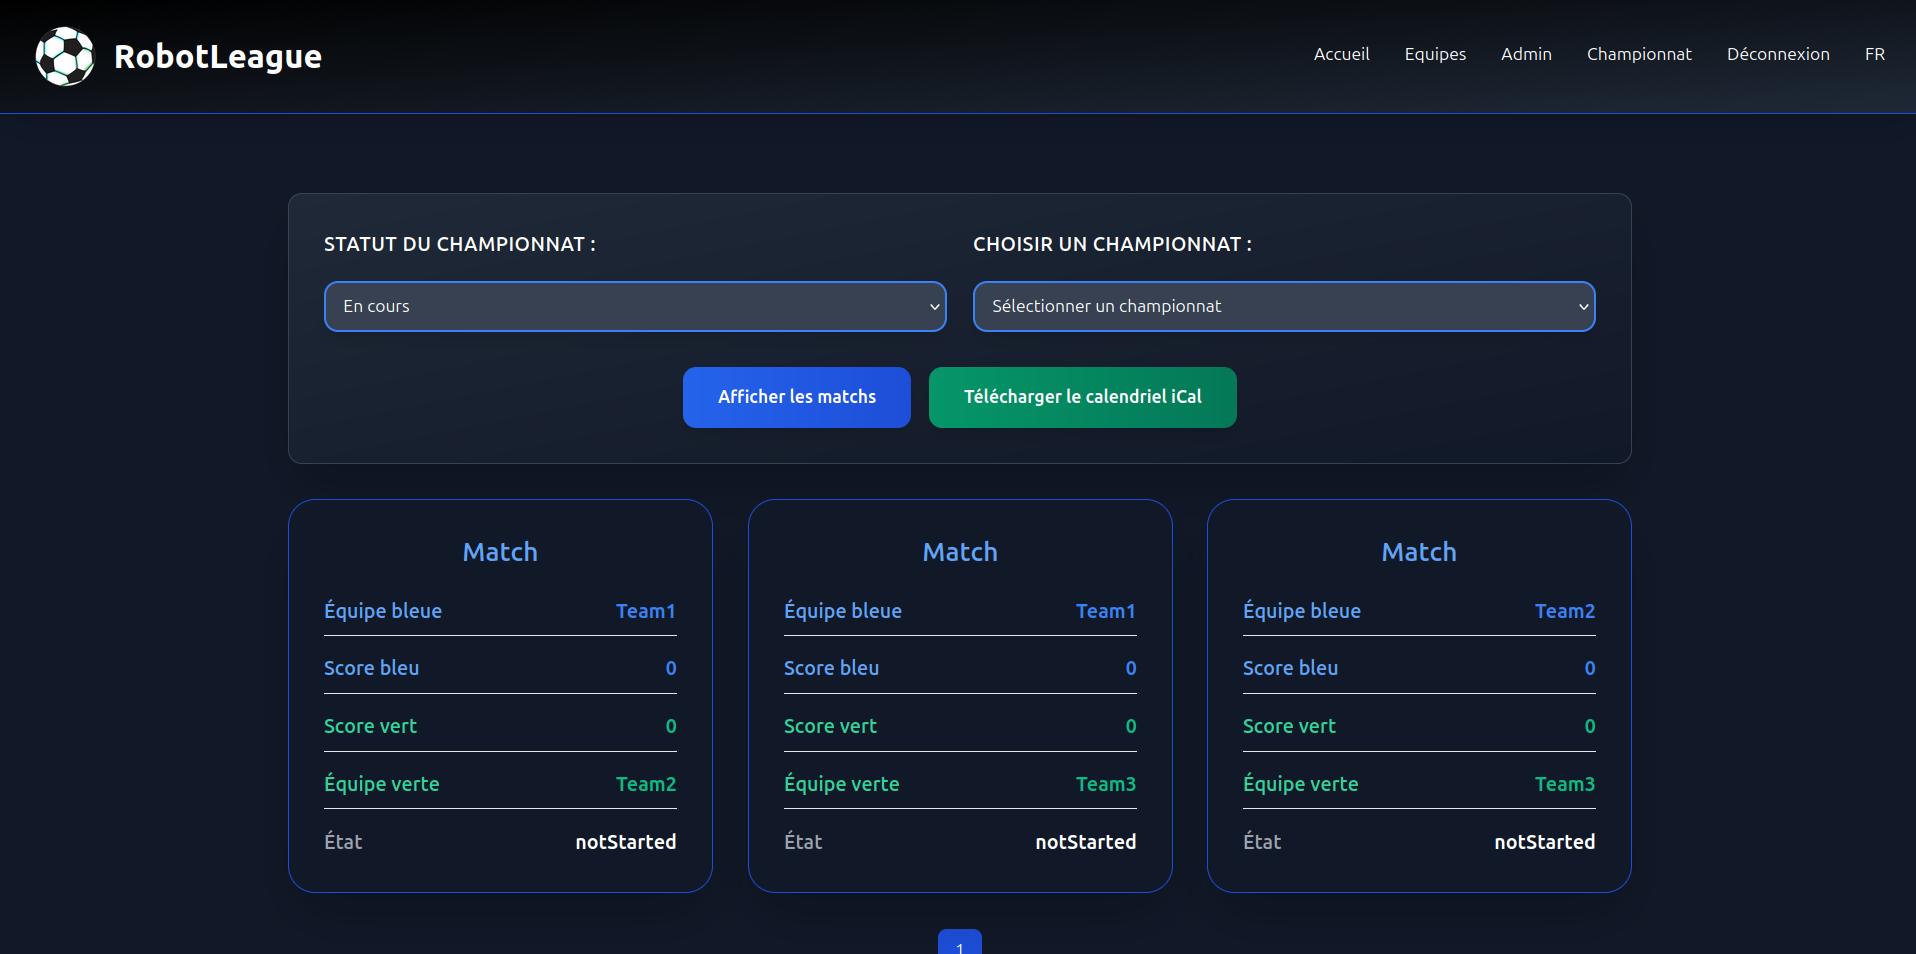 RobotLeague
Accueil Equipes Admin Championnat Déconnexion FR
STATUT DU CHAMPIONNAT : CHOISIR UN CHAMPIONNAT :
En cours Sélectionner un championnat
Afficher les matchs Télécharger le calendriel iCal
Match
Équipe bleue Team1
Score bleu 0
Score vert 0
Équipe verte Team2
État notStarted
Match
Équipe bleue Team1
Score bleu 0
Score vert 0
Équipe verte Team3
État notStarted
Match
Équipe bleue Team2
Score bleu 0
Score vert 0
Équipe verte Team3
État notStarted
1